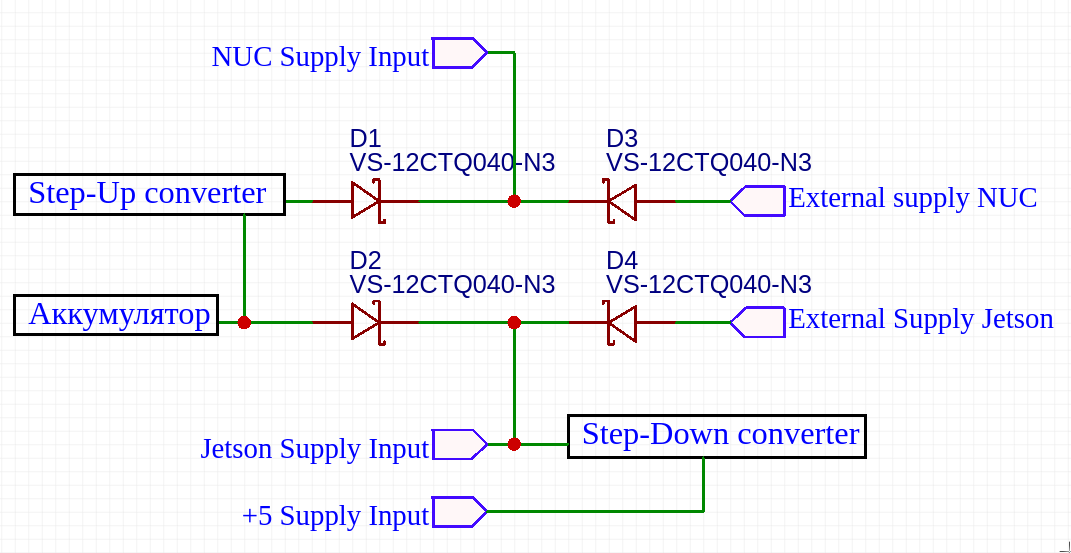 NUC Supply Input
D1
VS-12CTQ040-N3
D3
VS-12CTQ040-N3
Step-Up converter
External supply NUC
D2
VS-12CTQ040-N3
D4
VS-12CTQ040-N3
Аккумулятор
External Supply Jetson
Step-Down converter
Jetson Supply Input
+5 Supply Input